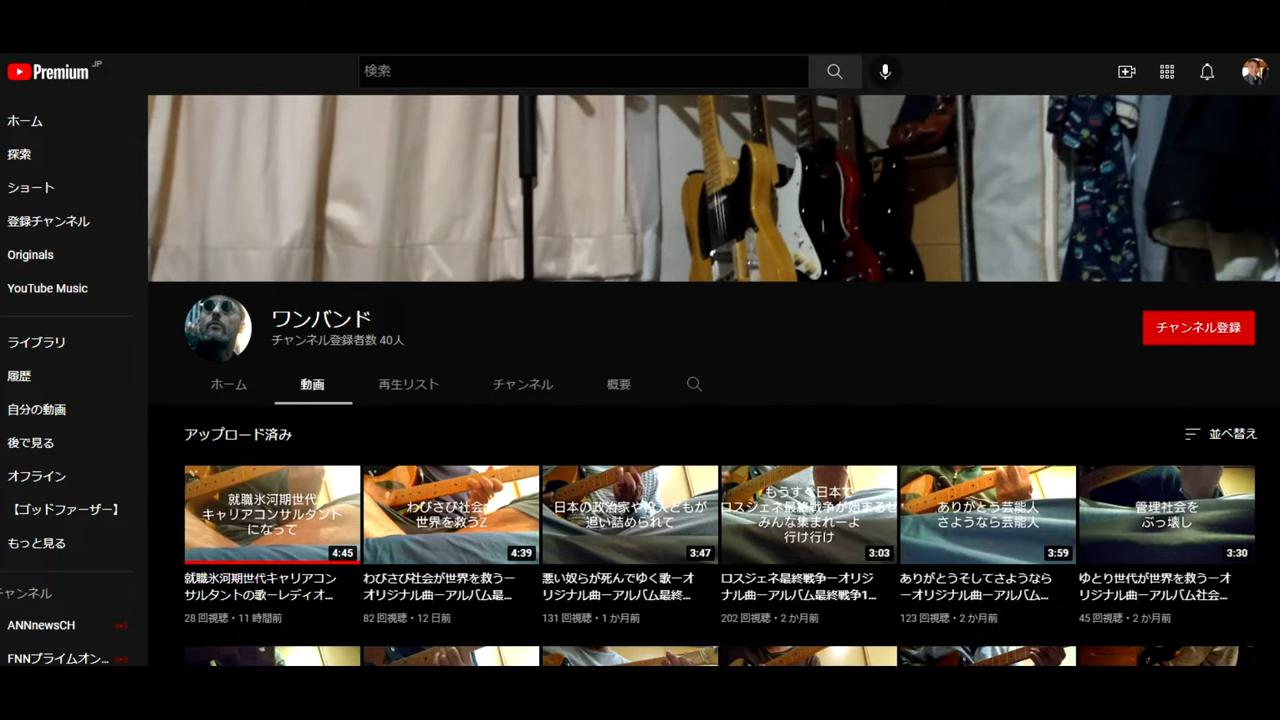 Premium JP
検索
ホーム
探索
ショート
登録チャンネル
Originals
YouTube Music
ライブラリ
履歴
自分の動画
後で見る
オフライン
【ゴッドファーザー】
もっと見る
チャンネル
ANNnewsCH
FNNプライムオン...
ワンバンド
チャンネル登録者数 40人
チャンネル登録
ホーム
動画
再生リスト
チャンネル
概要
アップロード済み
並べ替え
就職氷河期世代
キャリアコンサルタント
になって
4:45
就職氷河期世代キャリアコン
サルタントの歌ーレディオ...
28 回視聴・11 時間前
わびさび社会が
世界を救うZ
4:39
わびさび社会が世界を救うー
オリジナル曲ーアルバム最...
82 回視聴・12 日前
日本の政治家や役人どもが
追い詰められて
3:47
悪い奴らが死んでゆく歌ーオ
リジナル曲ーアルバム最終...
131 回視聴・1 か月前
もうすぐ日本で
ロスジェネ最終戦争が始まるぜ
みんな集まれーよ
行け行け
3:03
ロスジェネ最終戦争ーオリジ
ナル曲ーアルバム最終戦争1...
202 回視聴・2 か月前
ありがとう芸能人
さようなら芸能人
3:59
ありがとうそしてさようなら
ーオリジナル曲ーアルバム...
123 回視聴・2 か月前
管理社会を
ぶっ壊し
3:30
ゆとり世代が世界を救うーオ
リジナル曲ーアルバム社会...
45 回視聴・2 か月前